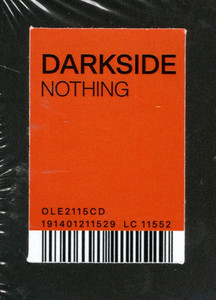 DARKSIDE
NOTHING
OLE2115CD
191401211529 LC 11552